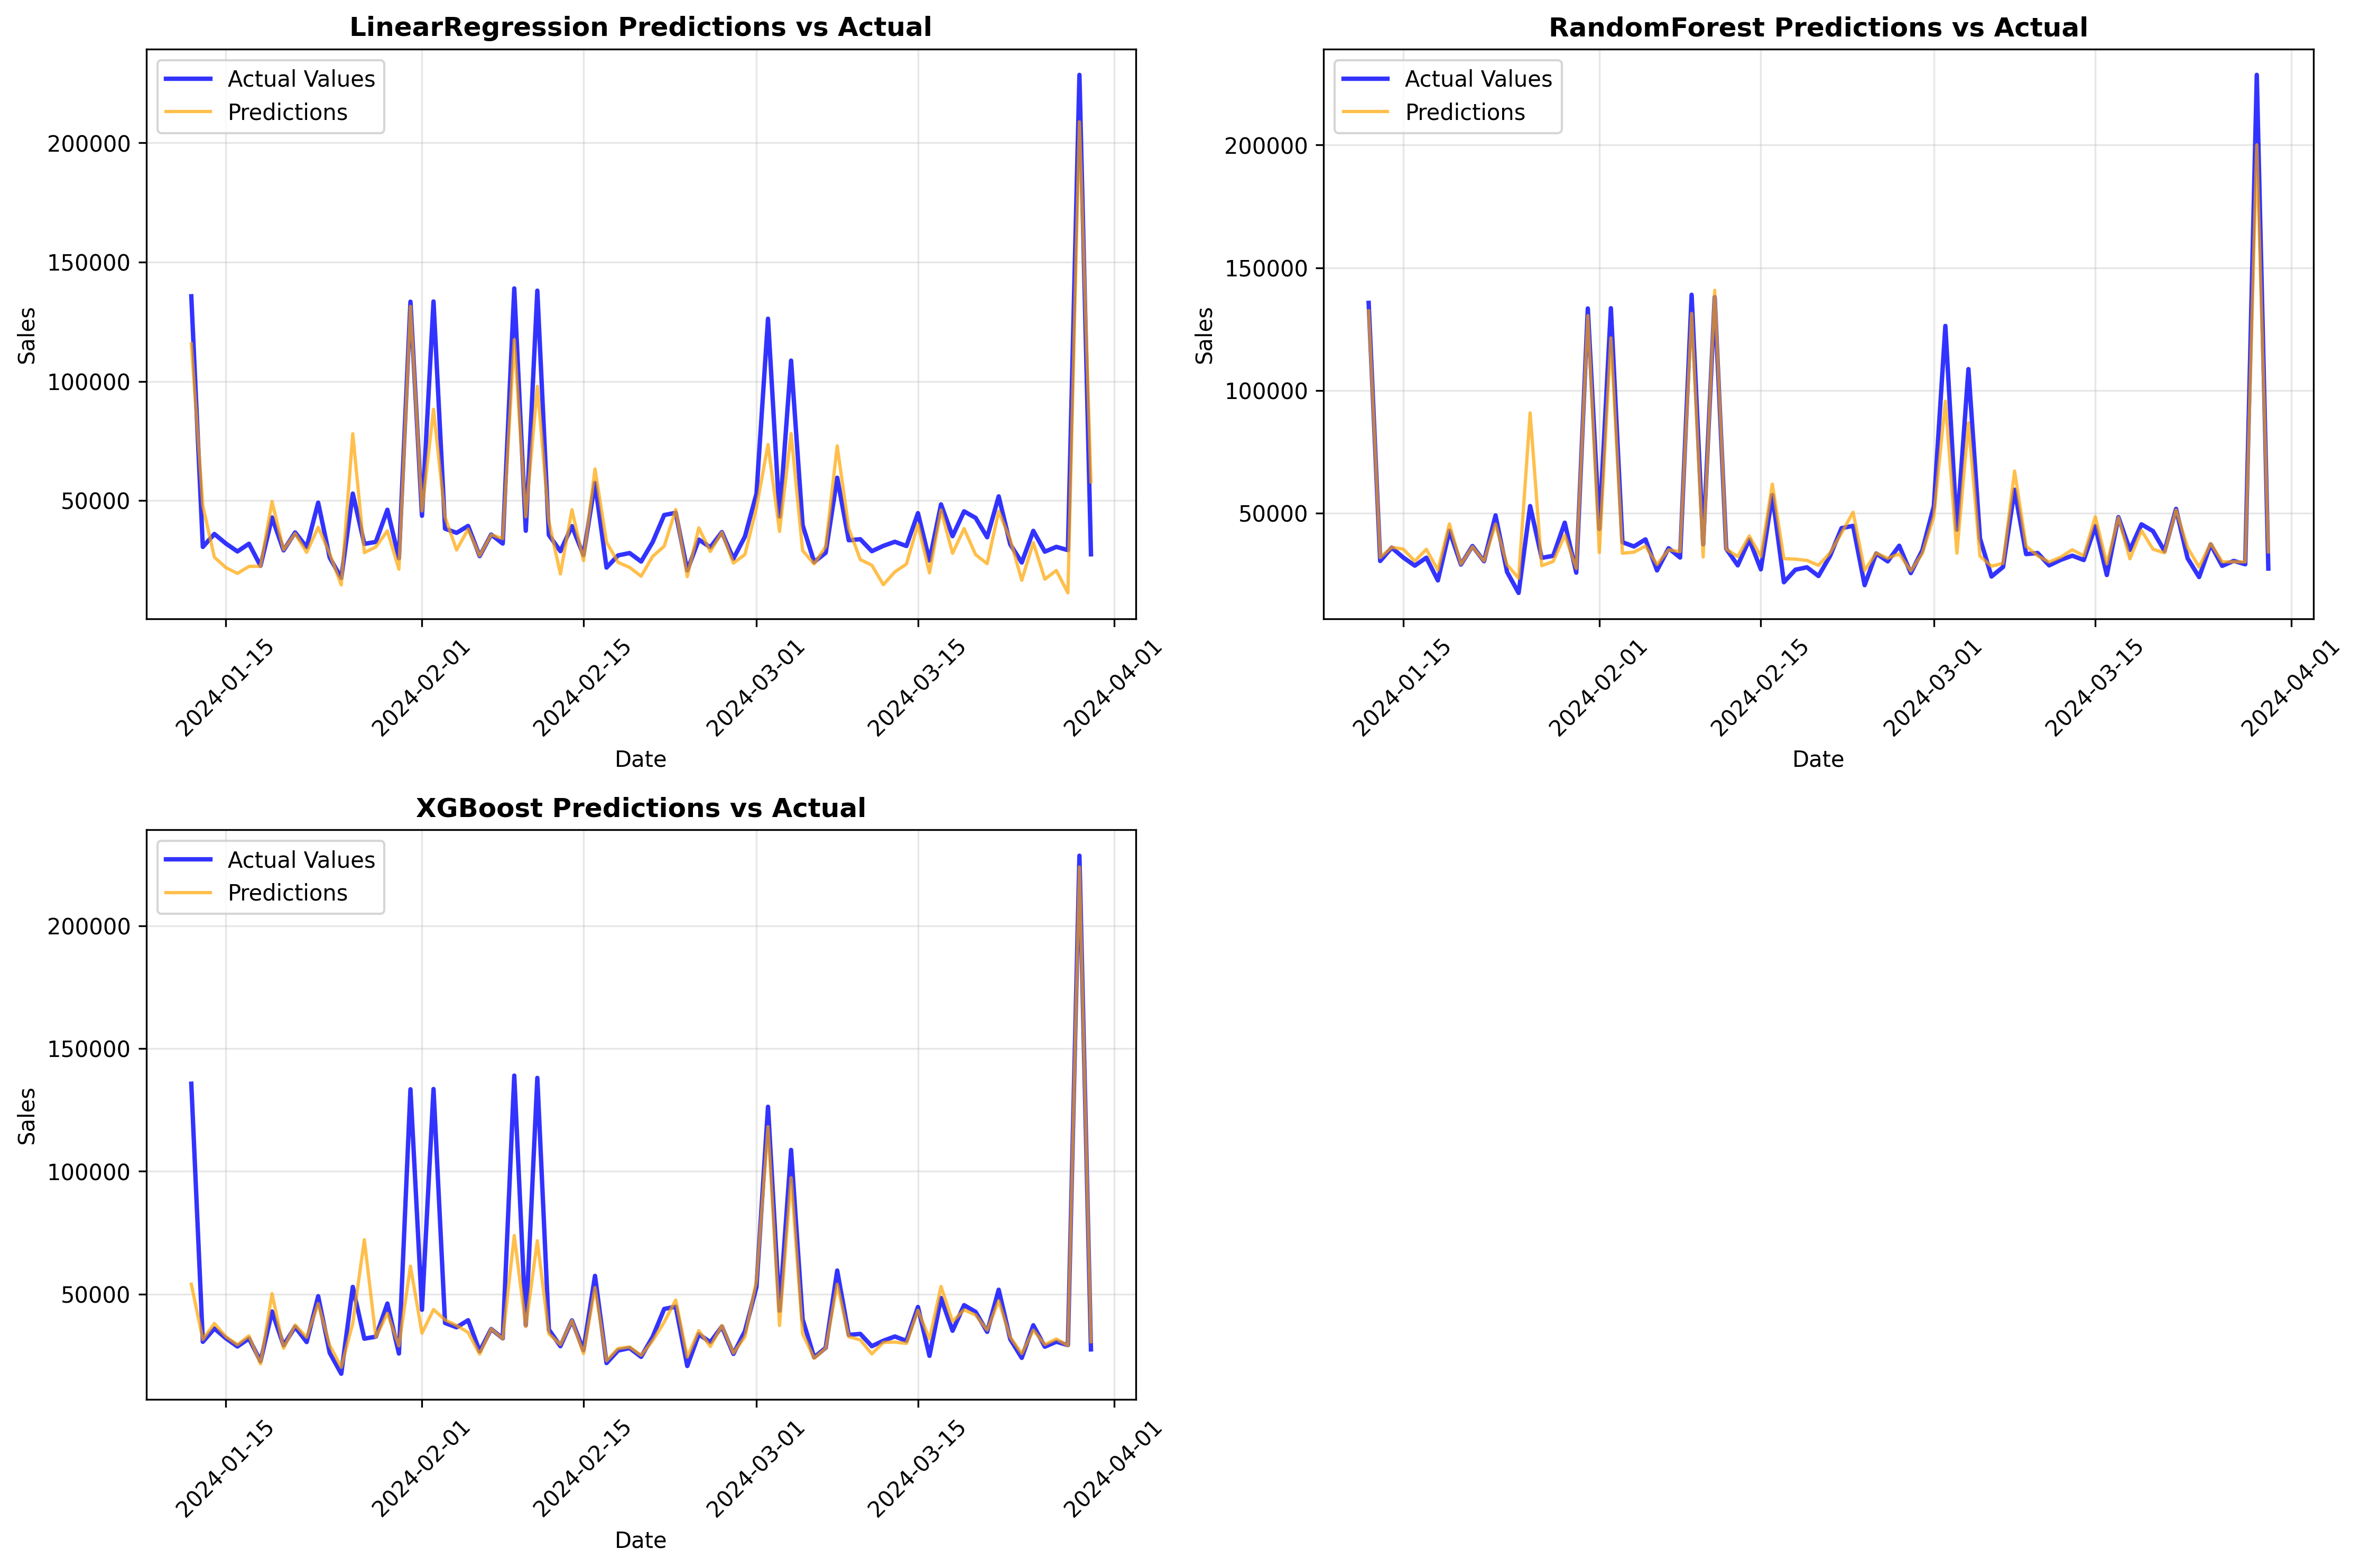 LinearRegression Predictions vs Actual
Actual Values
Predictions
200000
150000
100000
50000
Sales
2024-01-15
2024-02-01
2024-02-15
2024-03-01
2024-03-15
2024-04-01
Date
RandomForest Predictions vs Actual
Actual Values
Predictions
200000
150000
100000
50000
Sales
2024-01-15
2024-02-01
2024-02-15
2024-03-01
2024-03-15
2024-04-01
Date
XGBoost Predictions vs Actual
Actual Values
Predictions
200000
150000
100000
50000
Sales
2024-01-15
2024-02-01
2024-02-15
2024-03-01
2024-03-15
2024-04-01
Date